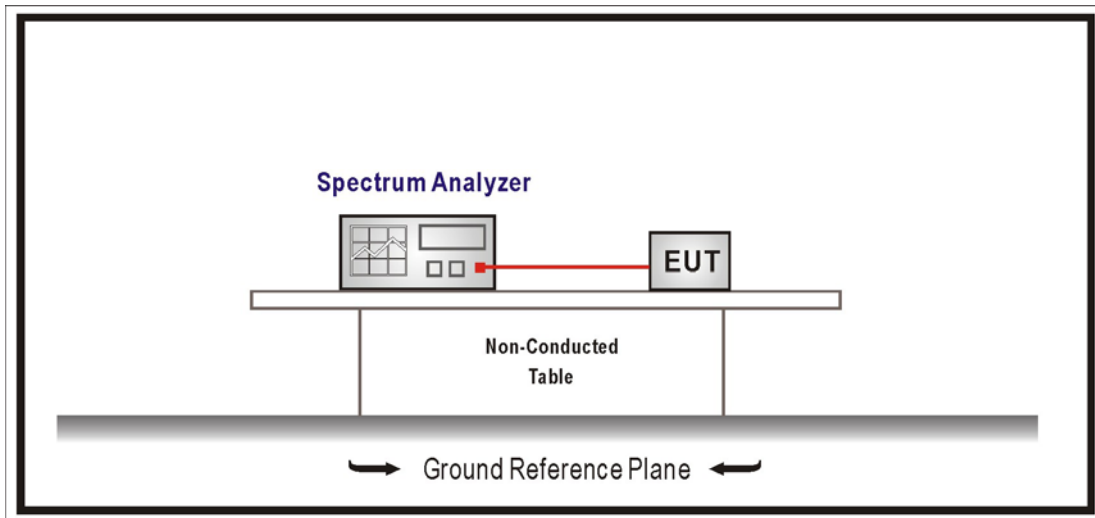 Spectrum Analyzer
EUT
Non-Conducted
Table
Ground Reference Plane